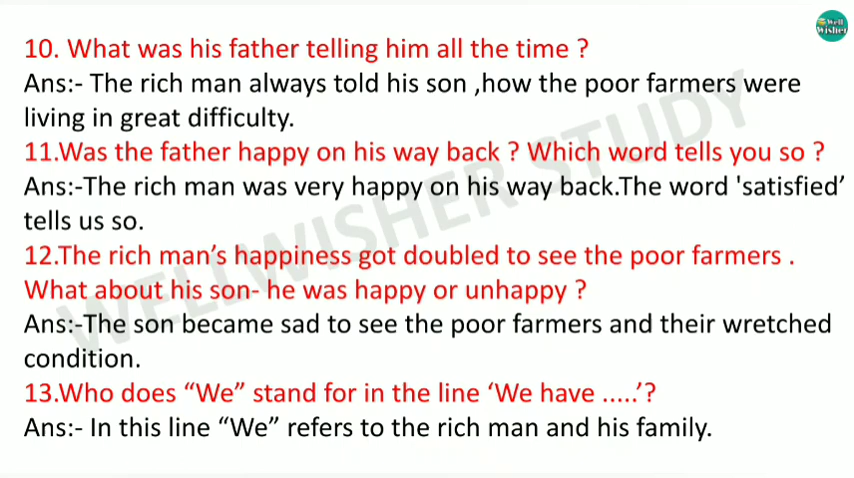 Well
Wisher
10. What was his father telling him all the time ?
Ans:- The rich man always told his son ,how the poor farmers were
living in great difficulty.
11.Was the father happy on his way back ? Which word tells you so ?
Ans:-The rich man was very happy on his way back.The word 'satisfied’
tells us so.
12.The rich man’s happiness got doubled to see the poor farmers .
What about his son- he was happy or unhappy ?
Ans:-The son became sad to see the poor farmers and their wretched
condition.
13.Who does “We” stand for in the line ‘We have .....’?
Ans:- In this line “We” refers to the rich man and his family.
WELLWISHER STUDY